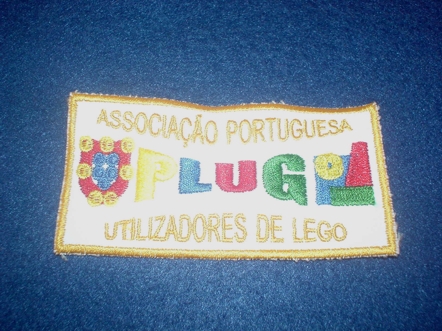 ASSOCIAÇÃO PORTUGUESA
PLUG
UTILIZADORES DE LEGO